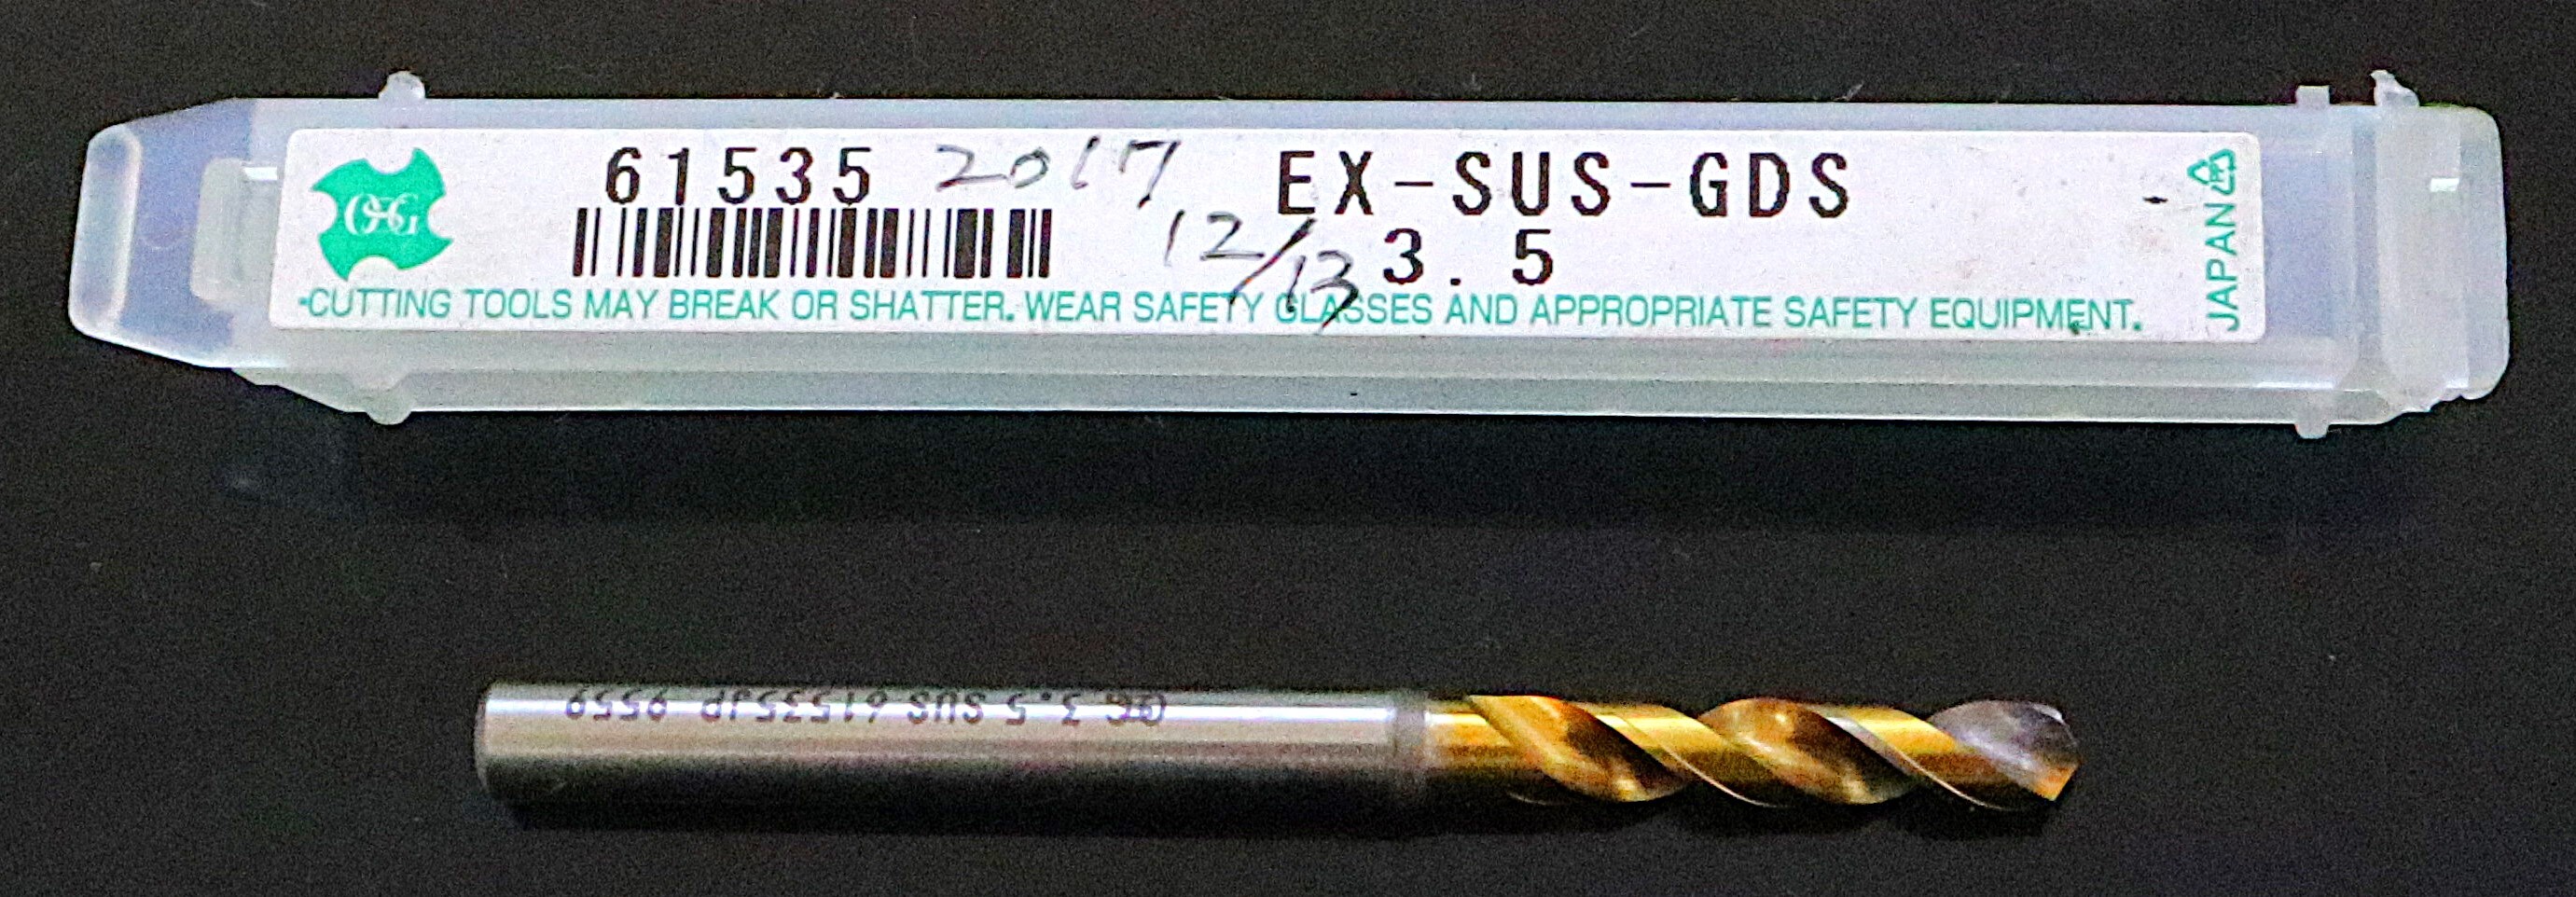 OSG
61535 2017 EX-SUS-GDS
12/13 3.5
•CUTTING TOOLS MAY BREAK OR SHATTER. WEAR SAFETY GLASSES AND APPROPRIATE SAFETY EQUIPMENT.
JAPAN
OSG 3.5 SUS 61535JP 9559